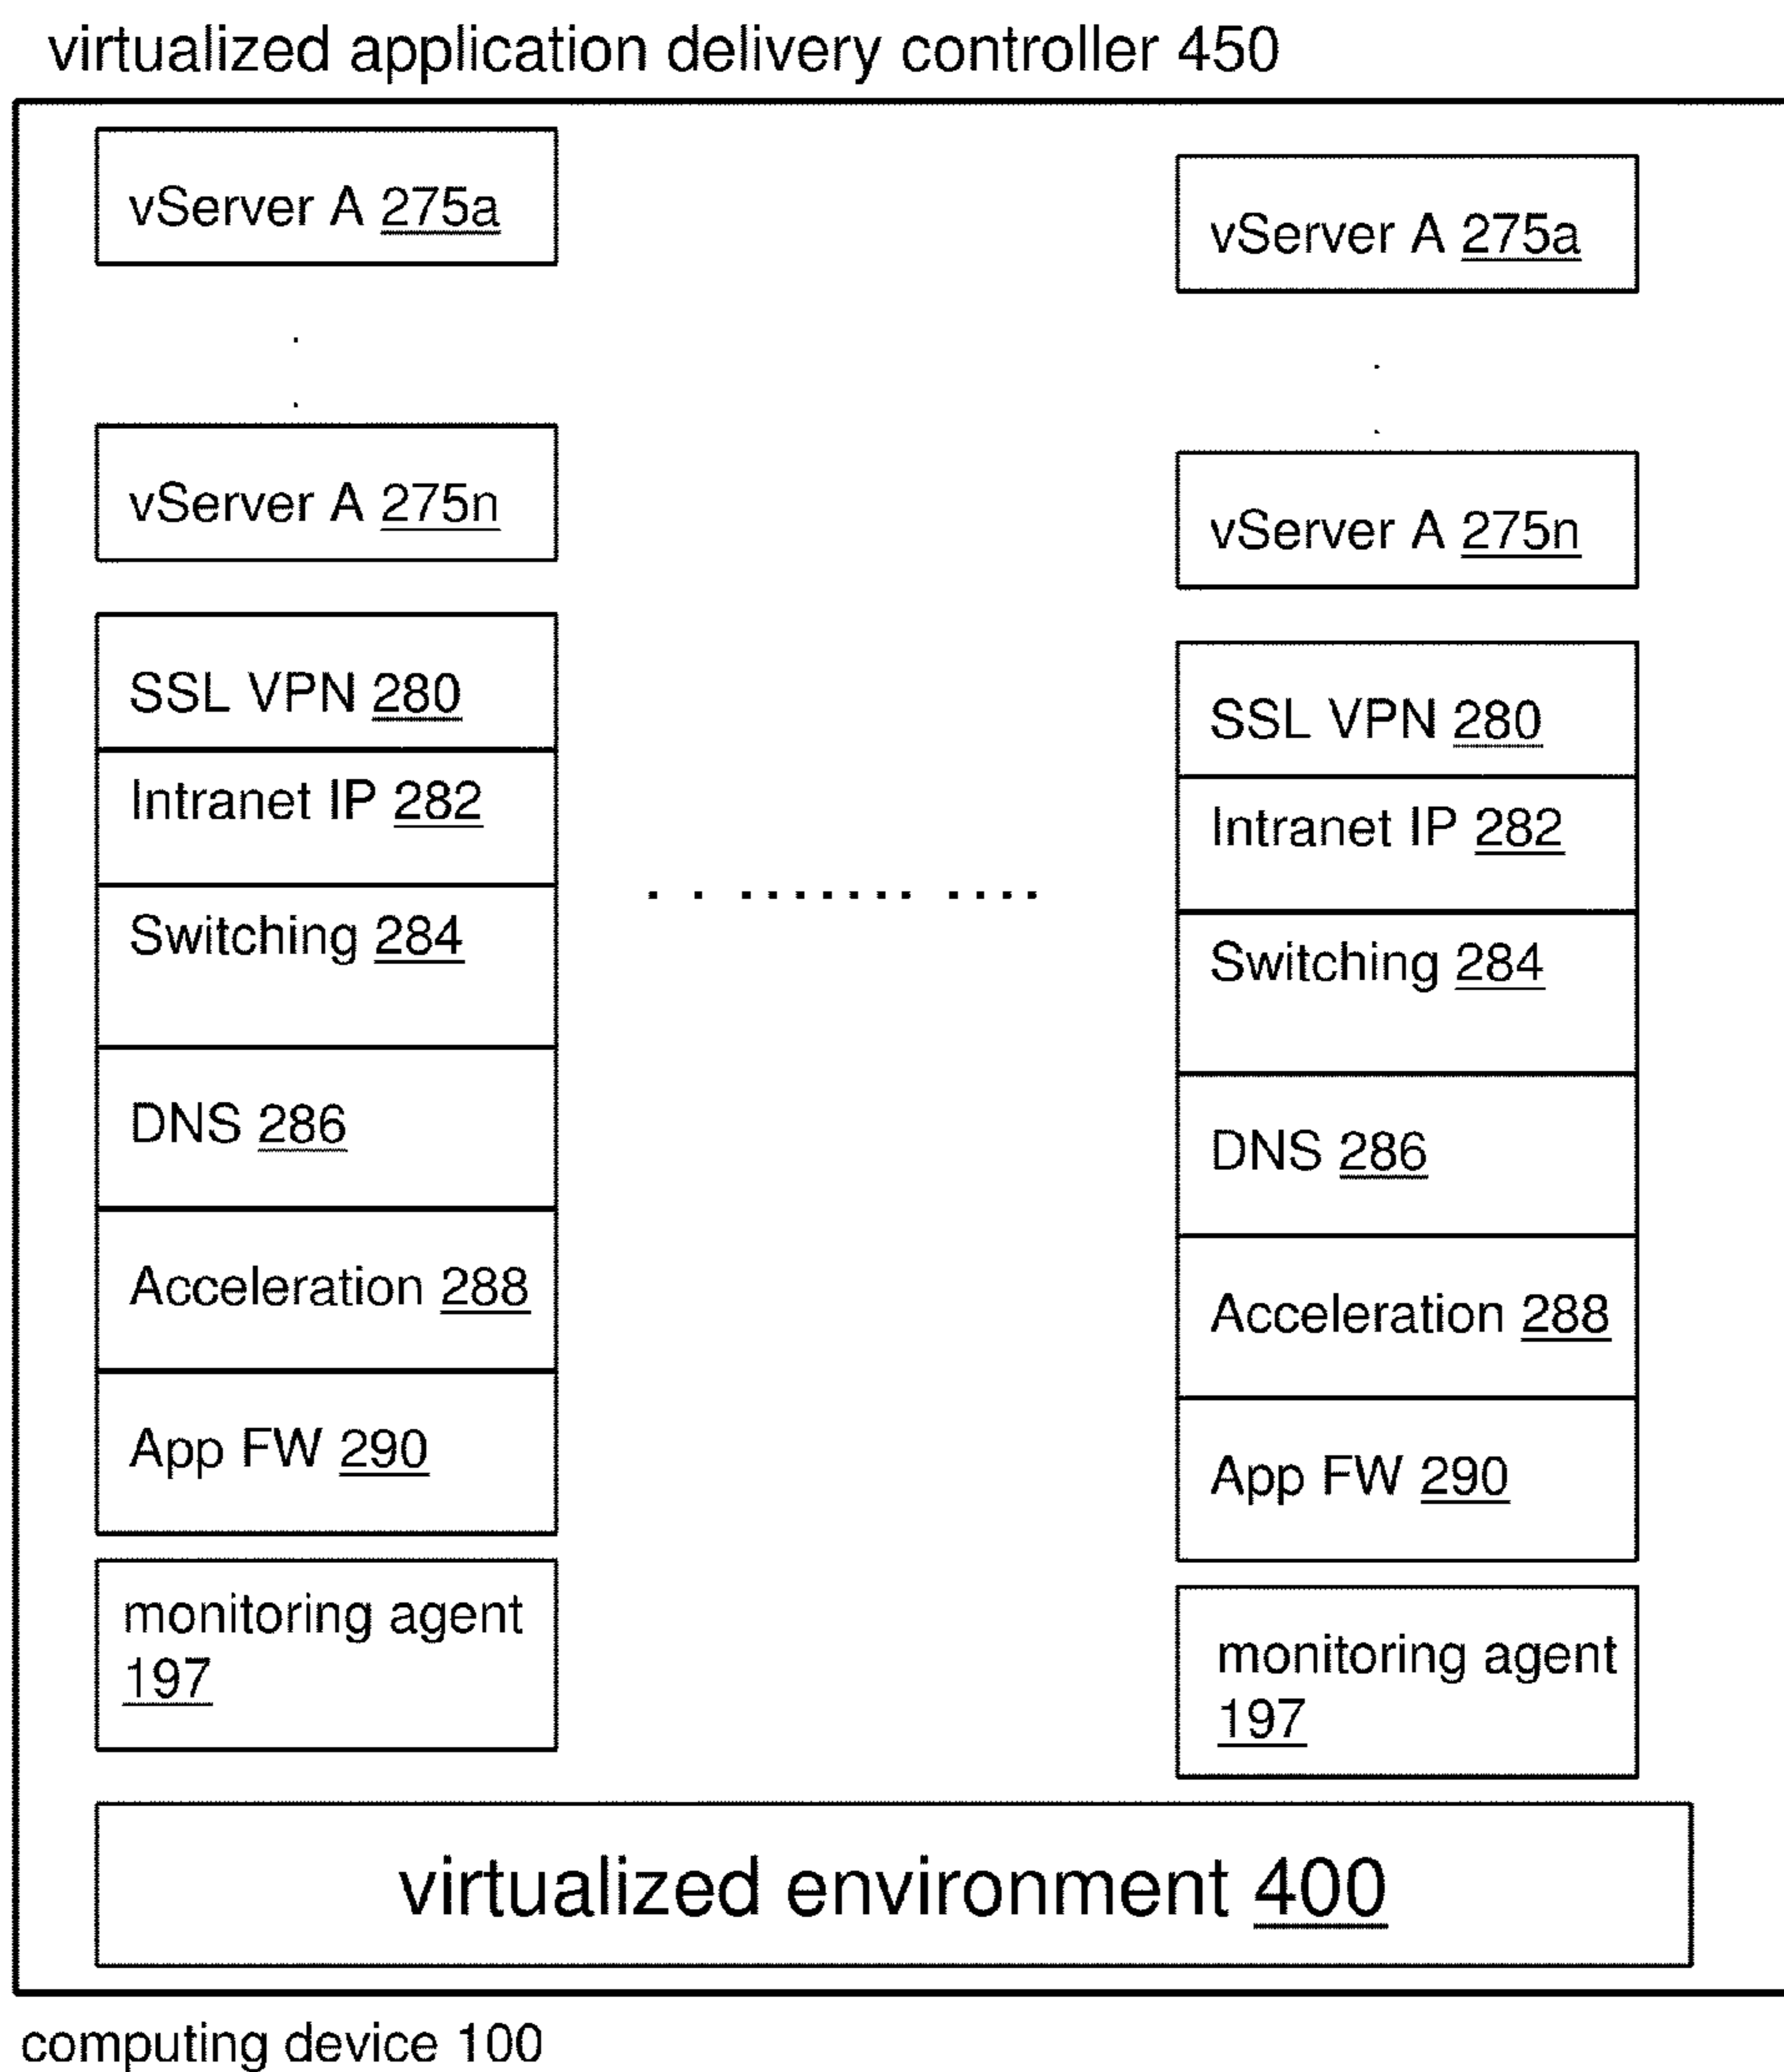 virtualized application delivery controller 450
vServer A 275a
vServer A 275n
SSL VPN 280
Intranet IP 282
Switching 284
DNS 286
Acceleration 288
App FW 290
monitoring agent
197
vServer A 275a
vServer A 275n
SSL VPN 280
Intranet IP 282
Switching 284
DNS 286
Acceleration 288
App FW 290
monitoring agent
197
virtualized environment 400
computing device 100